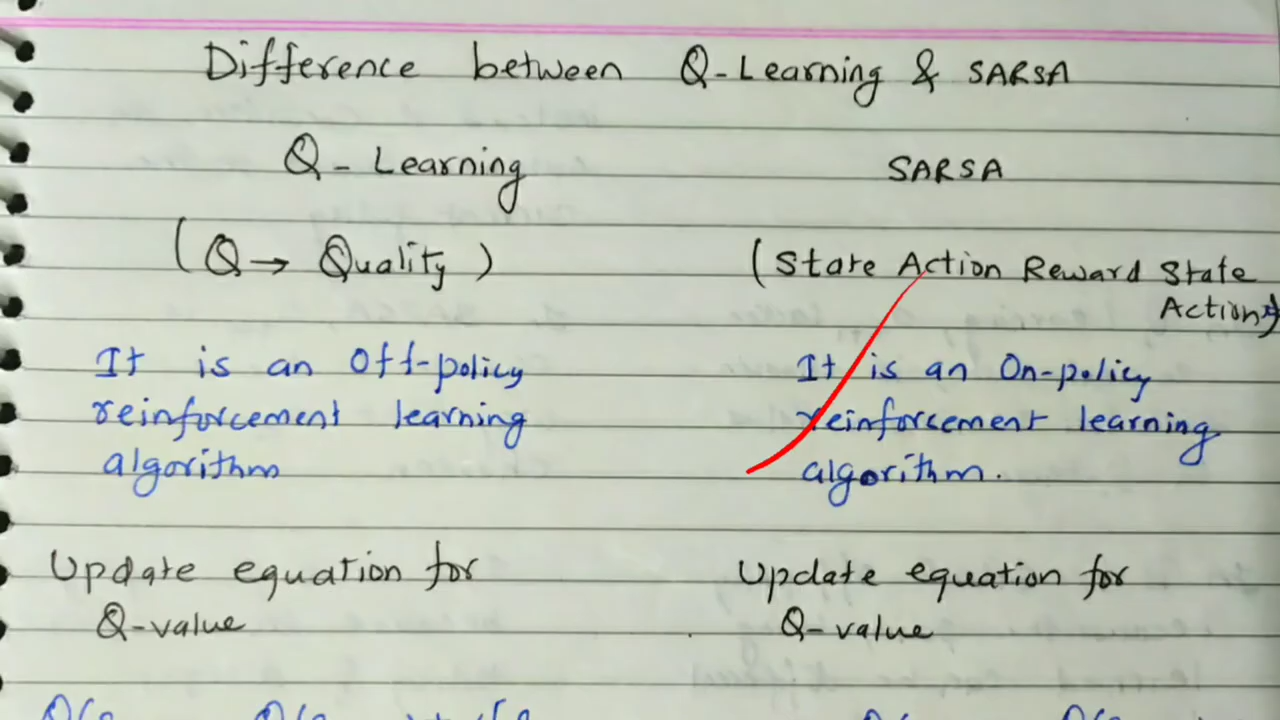 Difference between Q-Learning & SARSA
Q - Learning
SARSA
(Q → Quality)
(State Action Reward State
Action)
It is an Off-policy
reinforcement learning
algorithm
It is an On-policy
reinforcement learning
algorithm.
Update equation for
Q-value
Update equation for
Q-value